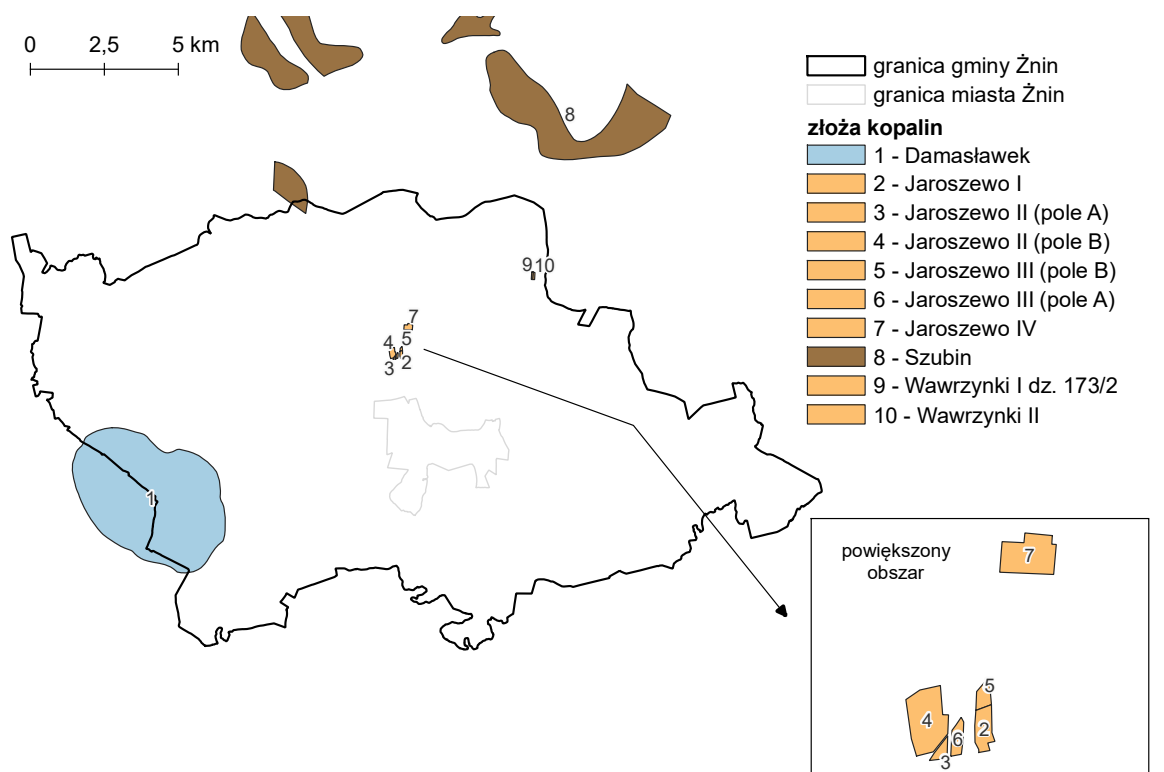 0 2,5 5 km
granica gminy Żnin
granica miasta Żnin
złoża kopalin
1 - Damasławek
2 - Jaroszewo I
3 - Jaroszewo II (pole A)
4 - Jaroszewo II (pole B)
5 - Jaroszewo III (pole B)
6 - Jaroszewo III (pole A)
7 - Jaroszewo IV
8 - Szubin
9 - Wawrzynki I dz. 173/2
10 - Wawrzynki II
8
910
7
4 5
3 2
1
powiększony
obszar
7
5
4 6 2
3